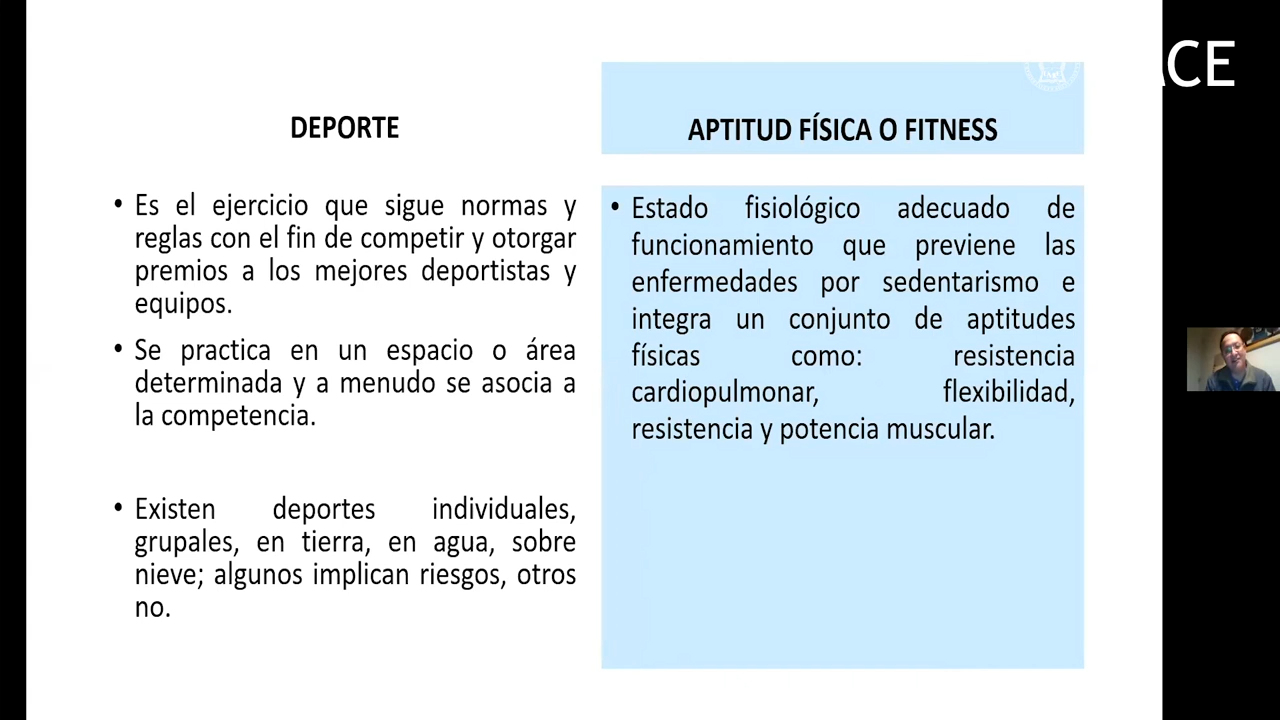 DEPORTE
• Es el ejercicio que sigue normas y
reglas con el fin de competir y otorgar
premios a los mejores deportistas y
equipos.
• Se practica en un espacio o área
determinada y a menudo se asocia a
la competencia.
• Existen deportes individuales,
grupales, en tierra, en agua, sobre
nieve; algunos implican riesgos, otros
no.
APTITUD FÍSICA O FITNESS
• Estado fisiológico adecuado de
funcionamiento que previene las
enfermedades por sedentarismo e
integra un conjunto de aptitudes
físicas como: resistencia
cardiopulmonar, flexibilidad,
resistencia y potencia muscular.
CE